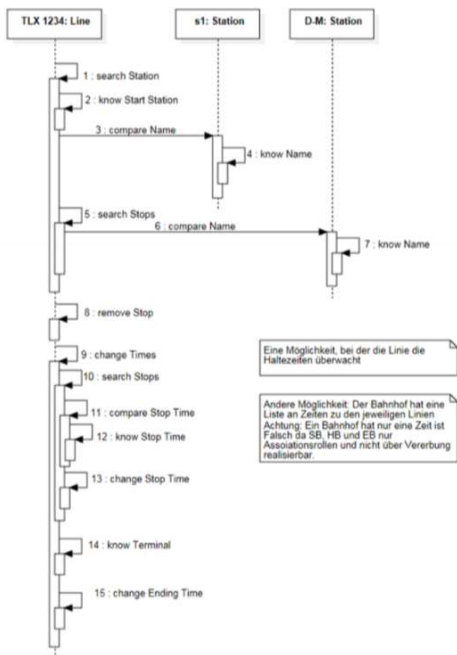 TLX 1234: Line
s1: Station
D-M: Station
1 : search Station
2 : know Start Station
3 : compare Name
4 : know Name
5 : search Stops
6 : compare Name
7 : know Name
8 : remove Stop
9 : change Times
10 : search Stops
11 : compare Stop Time
12 : know Stop Time
13 : change Stop Time
14 : know Terminal
15 : change Ending Time
Eine Möglichkeit, bei der die Linie die
Haltezeiten überwacht
Andere Möglichkeit: Der Bahnhof hat eine
Liste an Zeiten zu den jeweiligen Linien
Achtung: Ein Bahnhof hat nur eine Zeit ist
Falsch da SB, HB und EB nur
Assoiationsrollen und nicht über Vererbung
realisierbar.